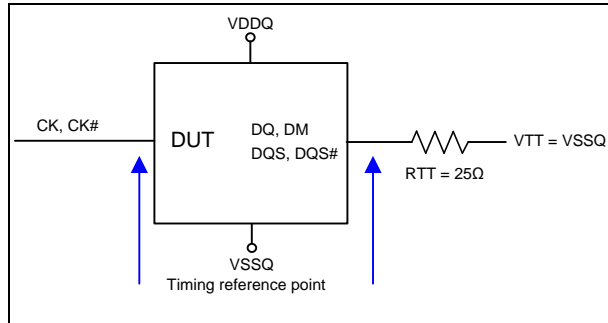 VDDQ
CK, CK#
DUT
DQ, DM
DQS, DQS#
VTT = VSSQ
RTT = 25Ω
VSSQ
Timing reference point